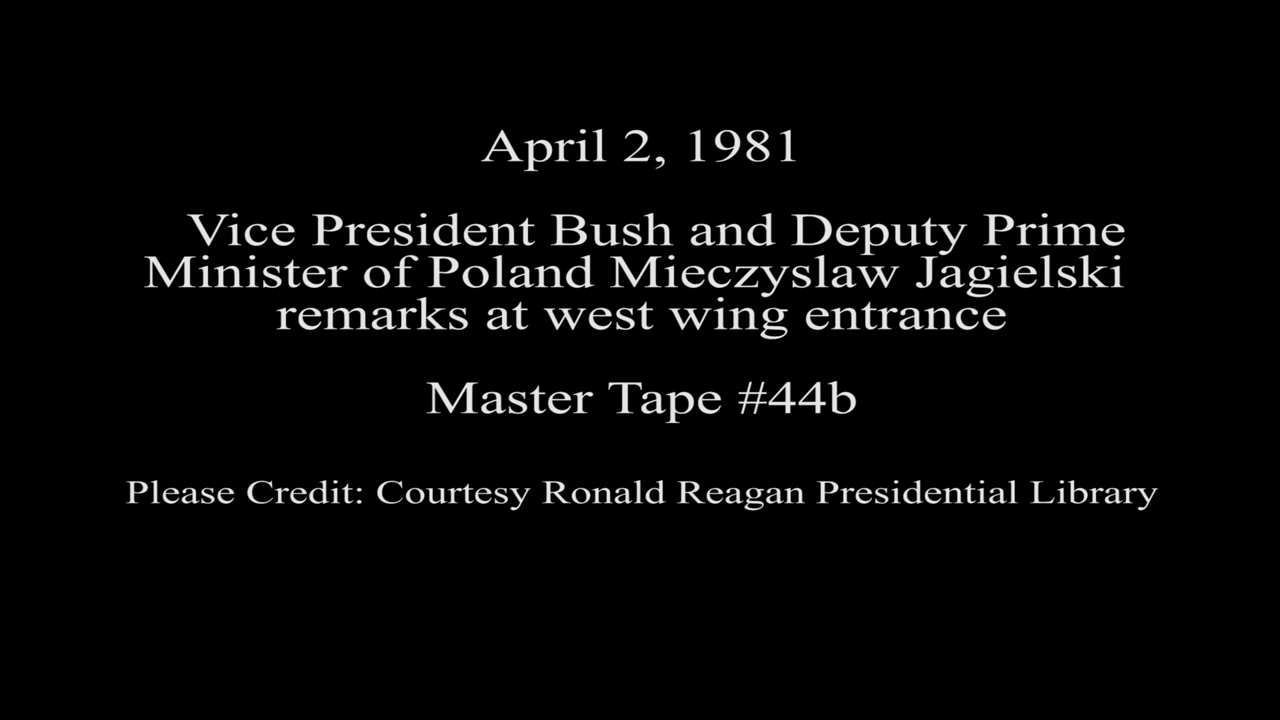 April 2, 1981
Vice President Bush and Deputy Prime
Minister of Poland Mieczyslaw Jagielski
remarks at west wing entrance
Master Tape #44b
Please Credit: Courtesy Ronald Reagan Presidential Library